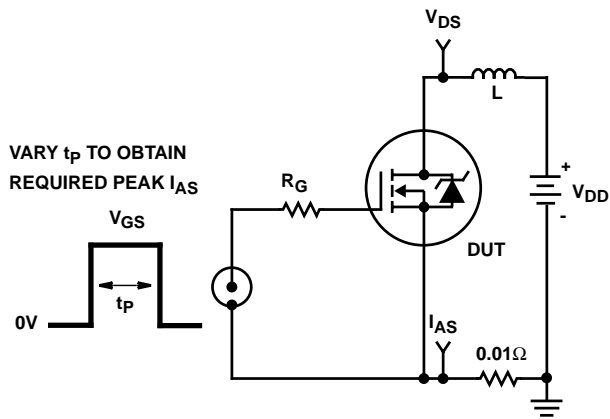 V_DS
L
VARY t_P TO OBTAIN
REQUIRED PEAK I_AS
R_G
+
V_DD
-
V_GS
DUT
t_P
0V
I_AS
0.01Ω